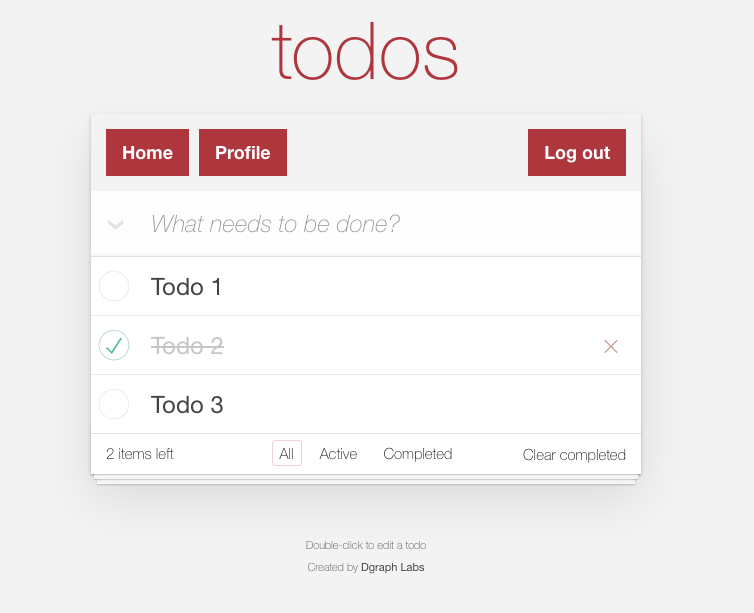 todos
Home Profile Log out
What needs to be done?
Todo 1
Todo 2
Todo 3
2 items left All Active Completed Clear completed
Double-click to edit a todo
Created by Dgraph Labs